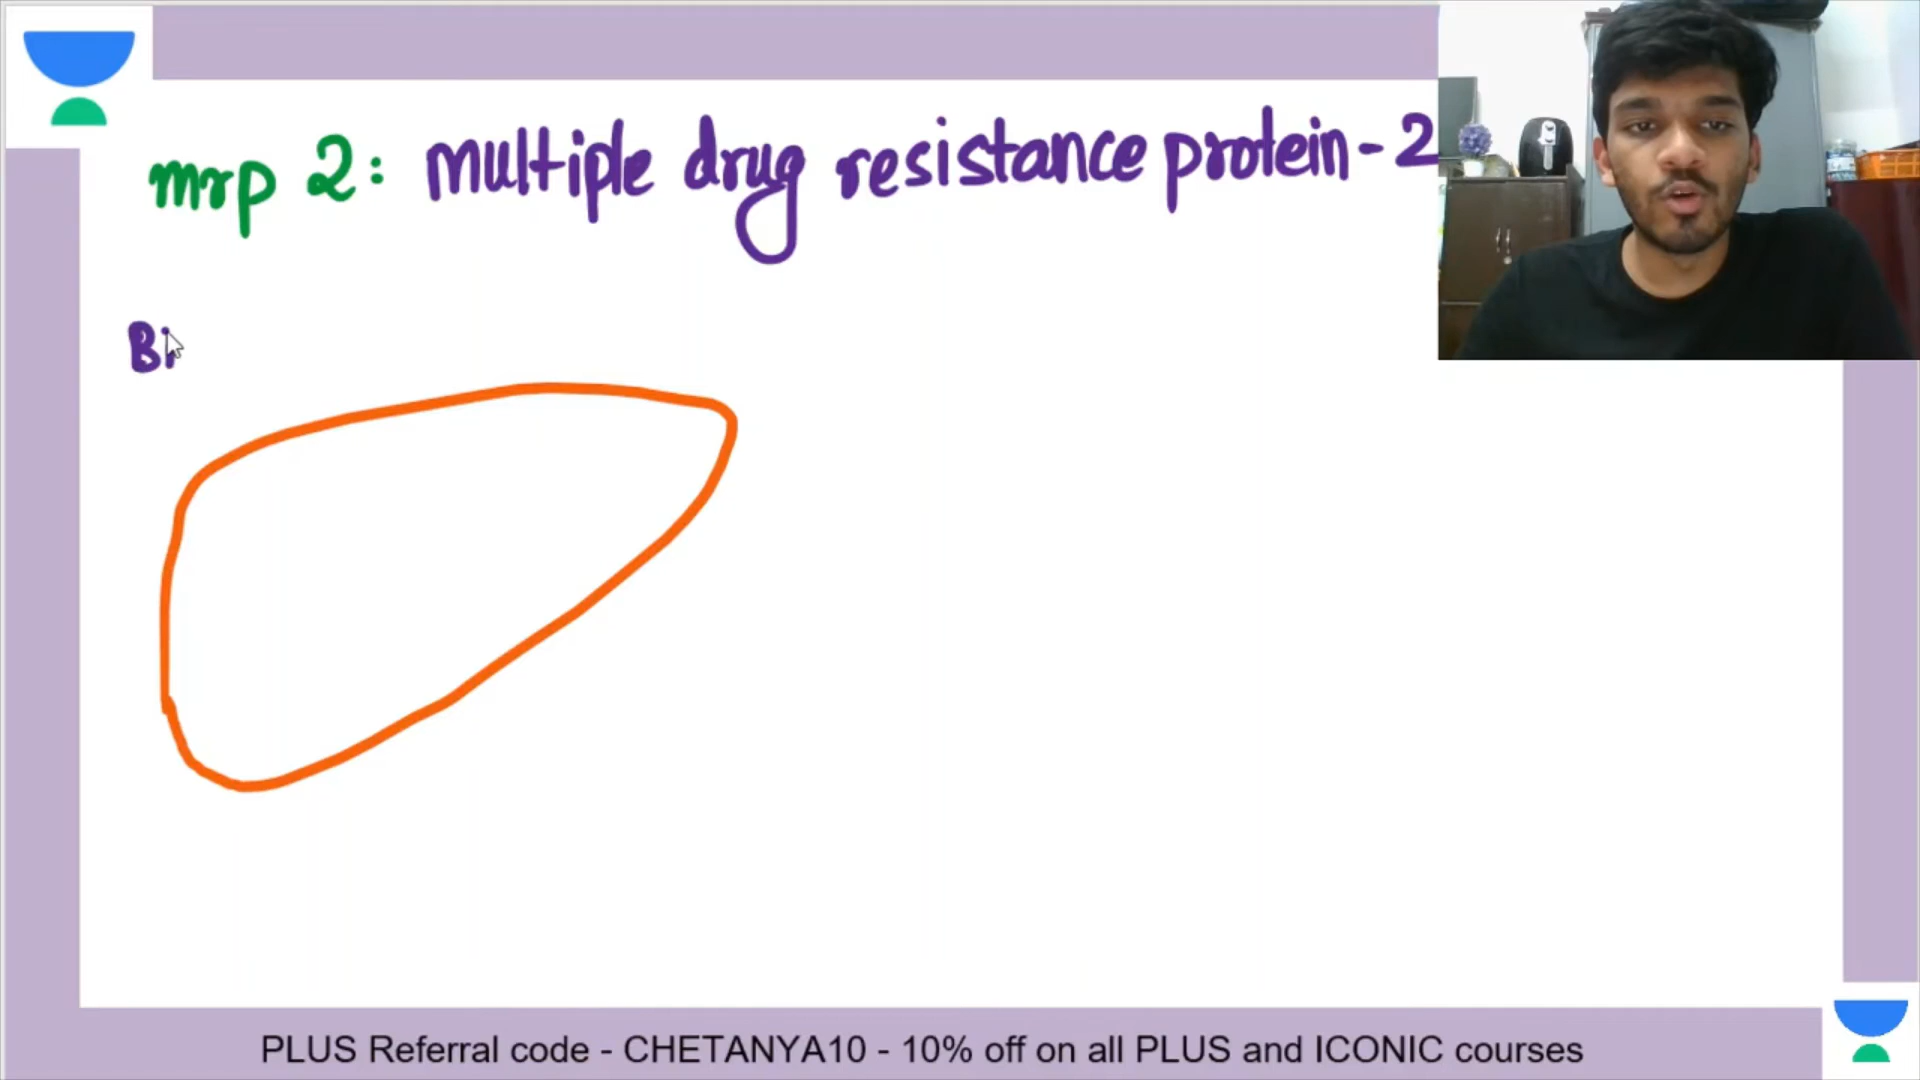 mrp 2: multiple drug resistance protein-2
Bi
PLUS Referral code - CHETANYA10 - 10% off on all PLUS and ICONIC courses